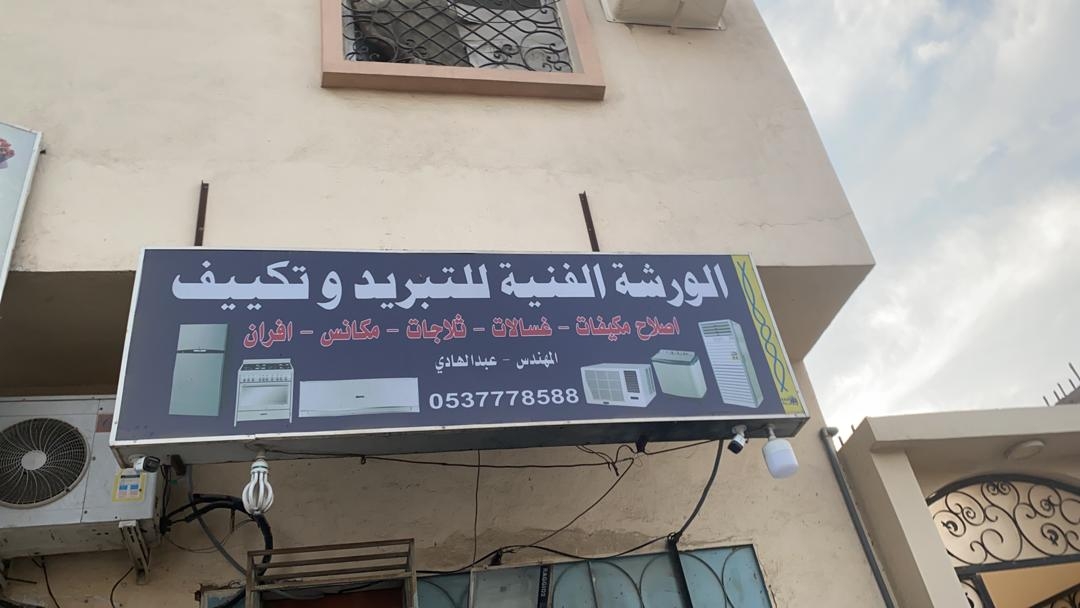 الورشة الفنية للتبريد و تكييف
اصلاح مكيفات - غسالات - ثلاجات - مكانس - افران
المهندس - عبدالهادي
0537778588